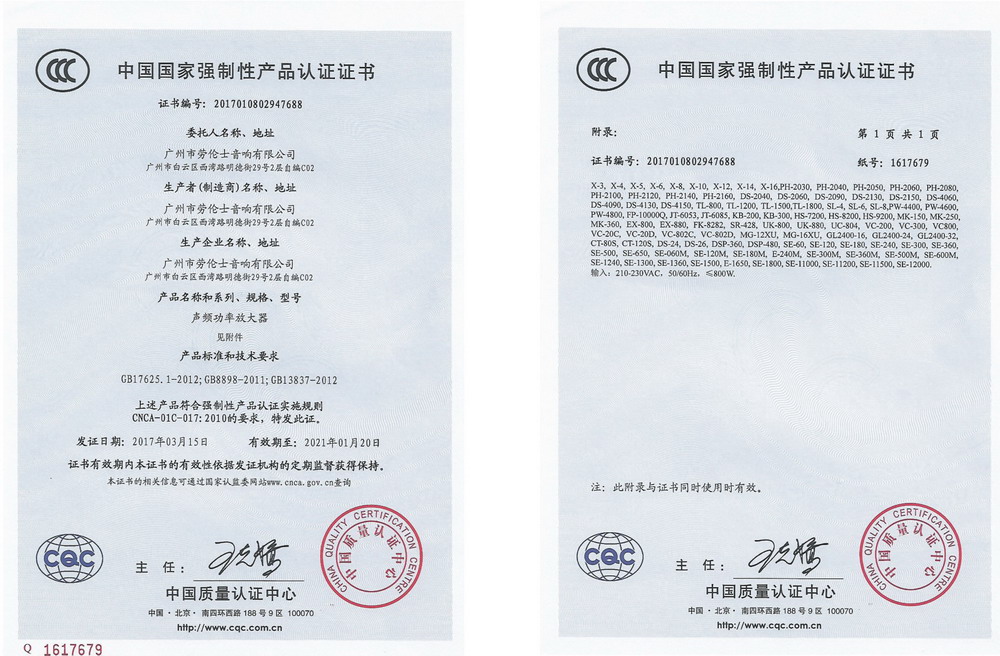 中国国家强制性产品认证证书
证书编号：2017010802947688
委托人名称、地址
广州市劳伦士音响有限公司
广州市白云区西湾路明德街29号2层自编C02
生产者(制造商)名称、地址
广州市劳伦士音响有限公司
广州市白云区西湾路明德街29号2层自编C02
生产企业名称、地址
广州市劳伦士音响有限公司
广州市白云区西湾路明德街29号2层自编C02
产品名称和系列、规格、型号
声频功率放大器
见附件
产品标准和技术要求
GB17625.1-2012;GB8898-2011;GB13837-2012
上述产品符合强制性产品认证实施规则
CNCA-01C-017:2010的要求，特发此证。
发证日期：2017年03月15日 有效期至：2021年01月20日
证书有效期内本证书的有效性依据发证机构的定期监督获得保持。
本证书的相关信息可通过国家认监委网站www.cnca.gov.cn查询
CQC
主 任：
CHINA QUALITY CERTIFICATION CENTRE
中国质量认证中心
中国质量认证中心
中国·北京·南四环西路188号9区 100070
http://www.cqc.com.cn
Q 1617679
中国国家强制性产品认证证书
附录： 第 1 页 共 1 页
证书编号：2017010802947688 纸号：1617679
X-3, X-4, X-5, X-6, X-8, X-10, X-12, X-14, X-16,PH-2030, PH-2040, PH-2050, PH-2060, PH-2080,
PH-2100, PH-2120, PH-2140, PH-2160, DS-2040, DS-2060, DS-2090, DS-2130, DS-2150, DS-4060,
DS-4090, DS-4130, DS-4150, TL-800, TL-1200, TL-1500,TL-1800, SL-4, SL-6, SL-8,PW-4400, PW-4600,
PW-4800, FP-10000Q, JT-6053, JT-6085, KB-200, KB-300, HS-7200, HS-8200, HS-9200, MK-150, MK-250,
MK-360, EX-800, EX-880, FK-8282, SR-428, UK-800, UK-880, UC-804, VC-200, VC-300, VC800,
VC-20C, VC-20D, VC-802C, VC-802D, MG-12XU, MG-16XU, GL2400-16, GL2400-24, GL2400-32,
CT-80S, CT-120S, DS-24, DS-26, DSP-360, DSP-480, SE-60, SE-120, SE-180, SE-240, SE-300, SE-360,
SE-500, SE-650, SE-060M, SE-120M, SE-180M, E-240M, SE-300M, SE-360M, SE-500M, SE-600M,
SE-1240, SE-1300, SE-1360, SE-1500, E-1650, SE-1800, SE-11000, SE-11200, SE-11500, SE-12000.
输入：210-230VAC，50/60Hz，≤800W.
注：此附录与证书同时使用时有效。
CQC
主 任：
CHINA QUALITY CERTIFICATION CENTRE
中国质量认证中心
中国质量认证中心
中国·北京·南四环西路188号9区 100070
http://www.cqc.com.cn